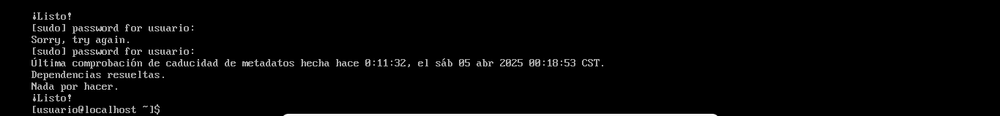 ¡Listo!
[sudo] password for usuario:
Sorry, try again.
[sudo] password for usuario:
Última comprobación de caducidad de metadatos hecha hace 0:11:32, el sáb 05 abr 2025 00:18:53 CST.
Dependencias resueltas.
Nada por hacer.
¡Listo!
[usuario@localhost ~]$